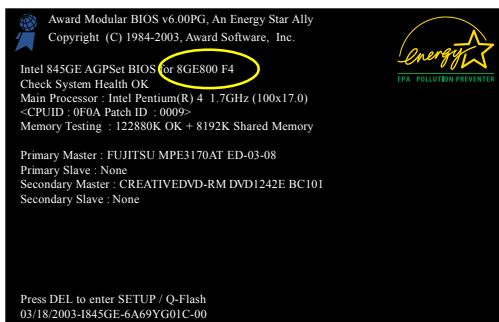 Award Modular BIOS v6.00PG, An Energy Star Ally
Copyright (C) 1984-2003, Award Software, Inc.
energy
EPA POLLUTION PREVENTER
Intel 845GE AGPSet BIOS for 8GE800 F4
Check System Health OK
Main Processor : Intel Pentium(R) 4 1.7GHz (100x17.0)
<CPUID : 0F0A Patch ID : 0009>
Memory Testing : 122880K OK + 8192K Shared Memory
Primary Master : FUJITSU MPE3170AT ED-03-08
Primary Slave : None
Secondary Master : CREATIVEDVD-RM DVD1242E BC101
Secondary Slave : None
Press DEL to enter SETUP / Q-Flash
03/18/2003-I845GE-6A69YG01C-00